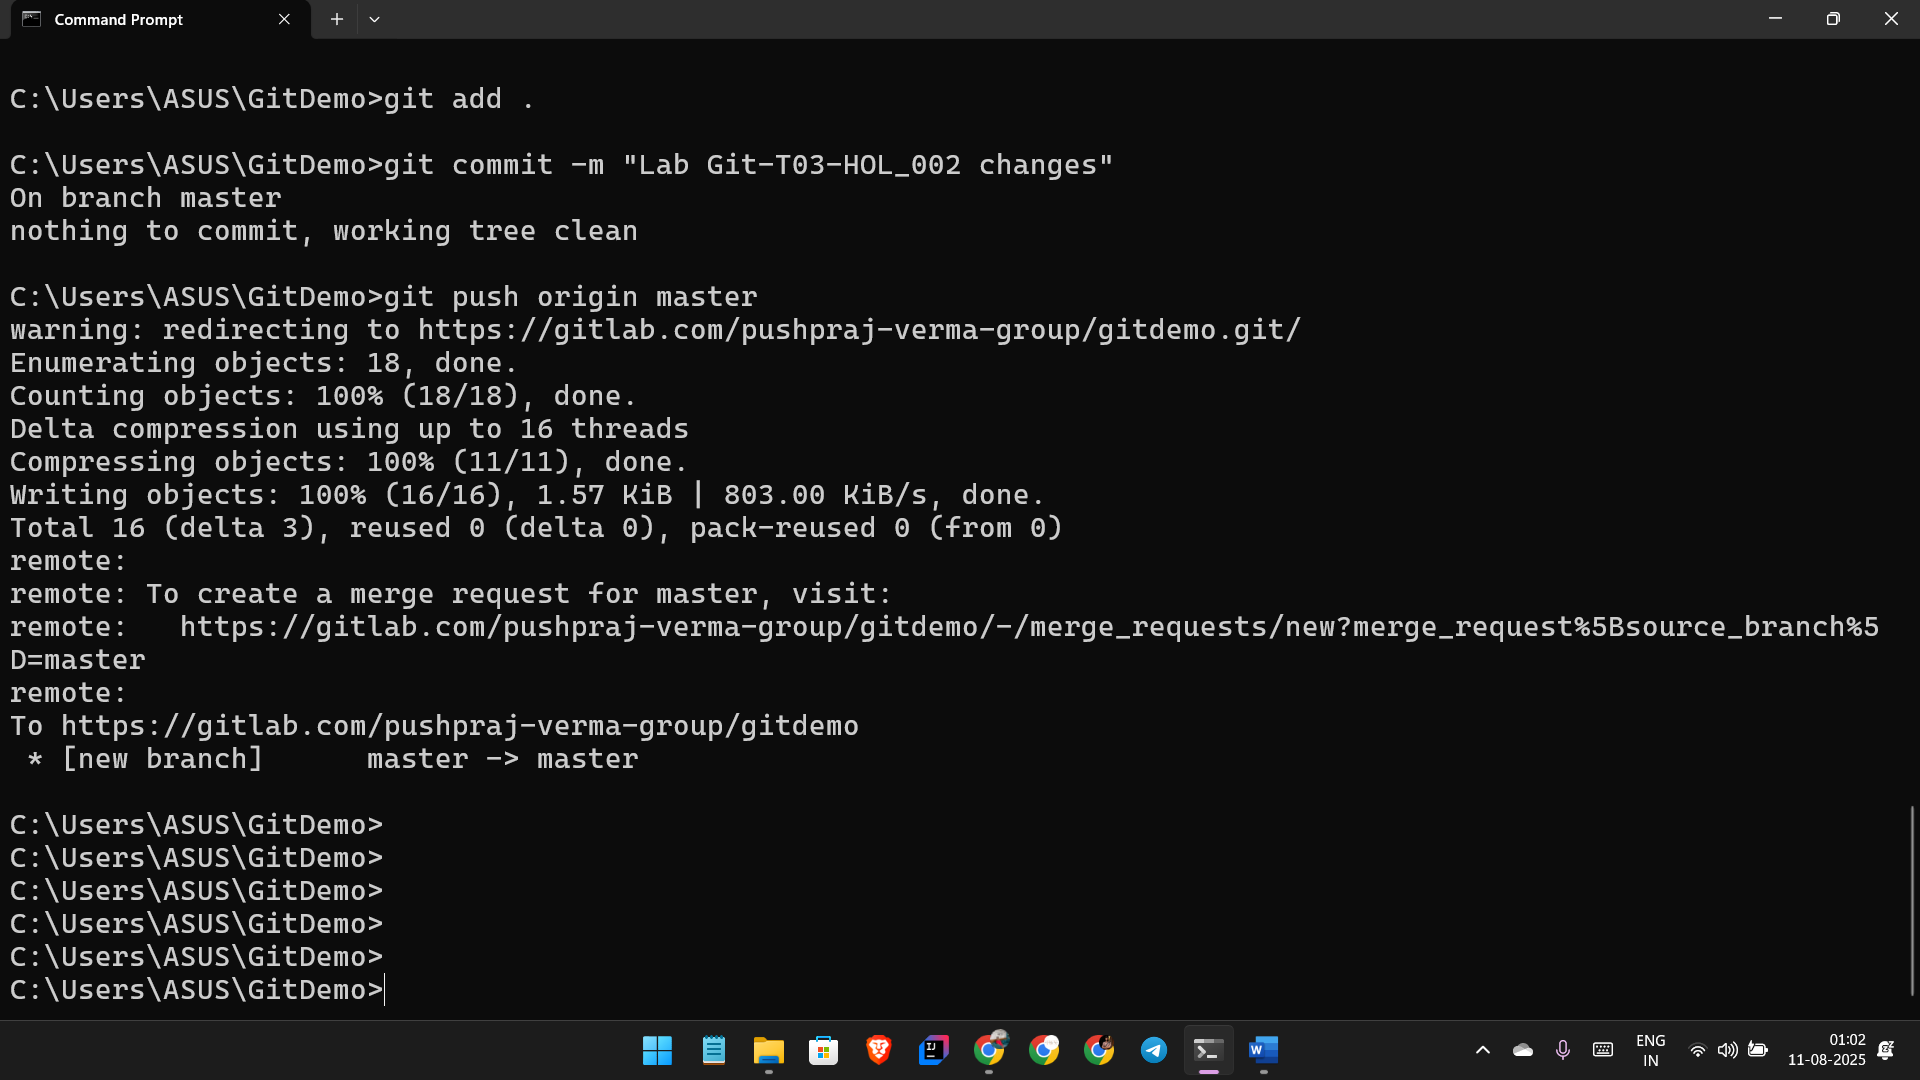 Command Prompt
C:\Users\ASUS\GitDemo>git add .
C:\Users\ASUS\GitDemo>git commit -m "Lab Git-T03-HOL_002 changes"
On branch master
nothing to commit, working tree clean
C:\Users\ASUS\GitDemo>git push origin master
warning: redirecting to https://gitlab.com/pushpraj-verma-group/gitdemo.git/
Enumerating objects: 18, done.
Counting objects: 100% (18/18), done.
Delta compression using up to 16 threads
Compressing objects: 100% (11/11), done.
Writing objects: 100% (16/16), 1.57 KiB | 803.00 KiB/s, done.
Total 16 (delta 3), reused 0 (delta 0), pack-reused 0 (from 0)
remote:
remote: To create a merge request for master, visit:
remote:   https://gitlab.com/pushpraj-verma-group/gitdemo/-/merge_requests/new?merge_request%5Bsource_branch%5
D=master
remote:
To https://gitlab.com/pushpraj-verma-group/gitdemo
 * [new branch]      master -> master
C:\Users\ASUS\GitDemo>
C:\Users\ASUS\GitDemo>
C:\Users\ASUS\GitDemo>
C:\Users\ASUS\GitDemo>
C:\Users\ASUS\GitDemo>
C:\Users\ASUS\GitDemo>
ENG
IN
01:02
11-08-2025